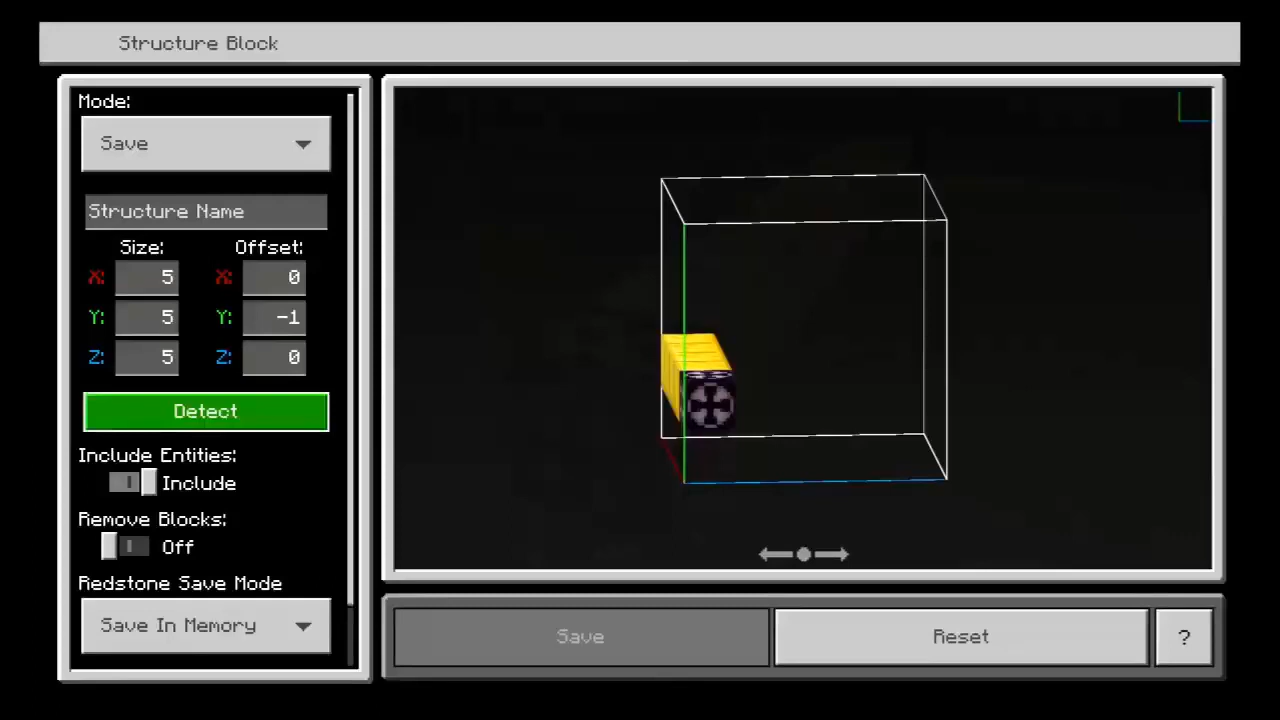 Structure Block
Mode:
Save
Structure Name
Size: Offset:
X: 5 X: 0
Y: 5 Y: -1
Z: 5 Z: 0
Detect
Include Entities:
Include
Remove Blocks:
Off
Redstone Save Mode
Save In Memory
Save Reset ?